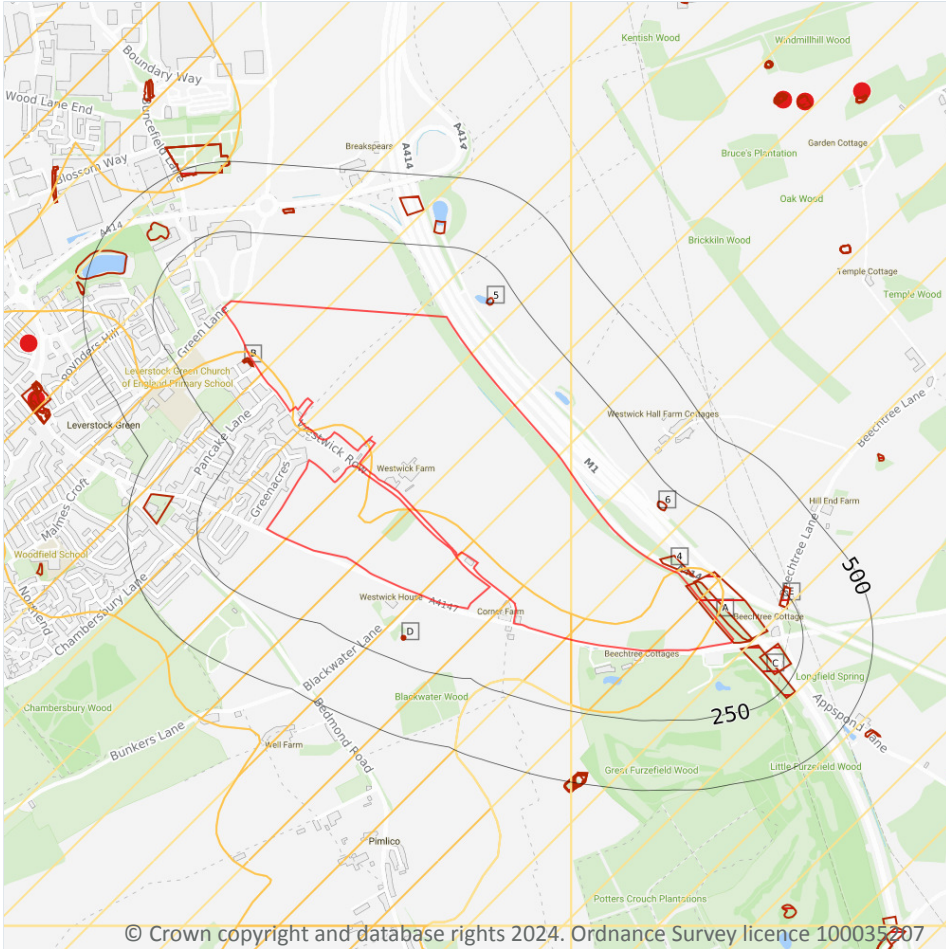 Kentish Wood
Windmillhill Wood
Boundary Way
Wood Lane End
Buncefield Lane
A414
A414
Breakspears
Garden Cottage
Bruce's Plantation
Blossom Way
Oak Wood
A414
Brickkiln Wood
Temple Cottage
5
Temple Wood
Green Lane
B
Poynders Hill
Leverstock Green Church
of England Primary School
Beechtree Lane
Leverstock Green
Westwick Hall Farm Cottages
Pancake Lane
Westwick Row
M1
Westwick Farm
Greenacres
Malmes Croft
6
Hill End Farm
Woodfield School
4
Beechtree Lane
500
E
Chambersbury Lane
Westwick House
A4147
A
Beechtree Cottage
Corner Farm
D
Beechtree Cottages
C
Blackwater Lane
Longfield Spring
Chambersbury Wood
Blackwater Wood
250
Appspond Lane
Bunkers Lane
Bedmond Road
Well Farm
Great Furzefield Wood
Little Furzefield Wood
Pimlico
Potters Crouch Plantations
© Crown copyright and database rights 2024. Ordnance Survey licence 100035207